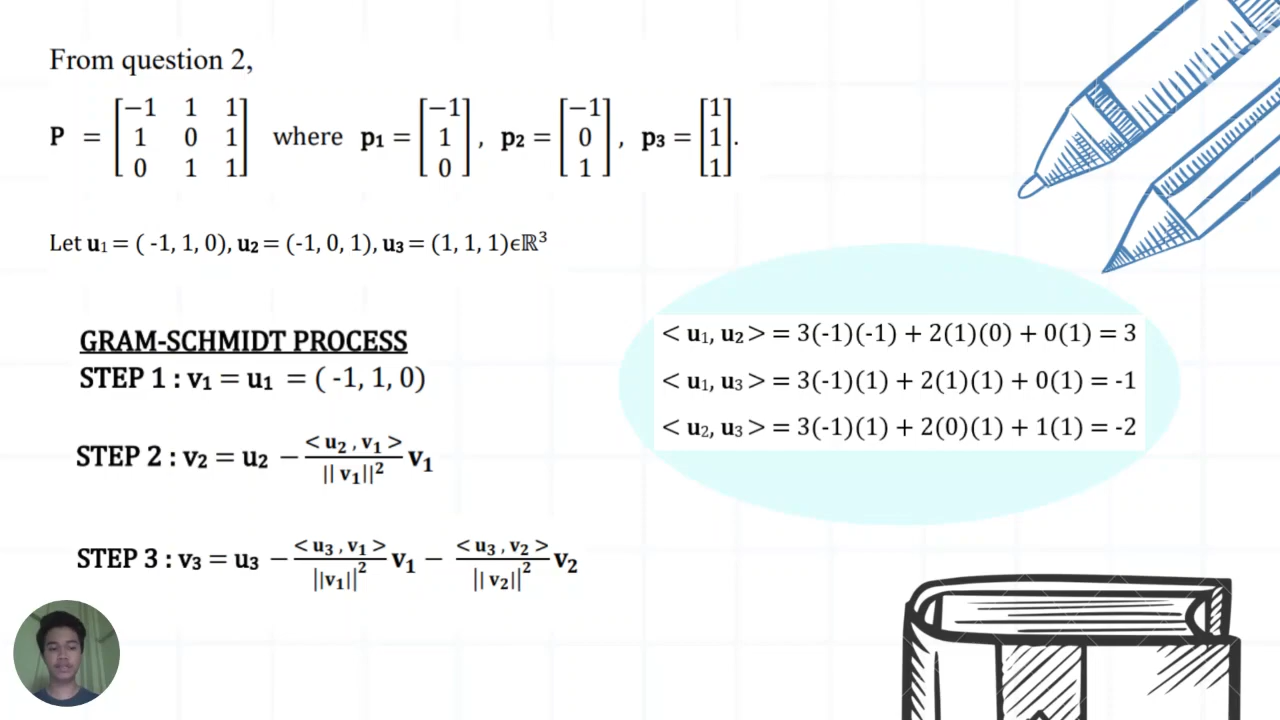 From question 2,
P = [−1 1 1; 1 0 1; 0 1 1] where p₁ = [−1; 1; 0], p₂ = [−1; 0; 1], p₃ = [1; 1; 1].
Let u₁ = ( -1, 1, 0), u₂ = (-1, 0, 1), u₃ = (1, 1, 1)ϵℝ³
GRAM-SCHMIDT PROCESS
STEP 1 : v₁ = u₁ = ( -1, 1, 0)
STEP 2 : v₂ = u₂ − <u₂ , v₁> / ||v₁||² v₁
STEP 3 : v₃ = u₃ − <u₃ , v₁> / ||v₁||² v₁ − <u₃ , v₂> / ||v₂||² v₂
< u₁, u₂ > = 3(-1)(-1) + 2(1)(0) + 0(1) = 3
< u₁, u₃ > = 3(-1)(1) + 2(1)(1) + 0(1) = -1
< u₂, u₃ > = 3(-1)(1) + 2(0)(1) + 1(1) = -2